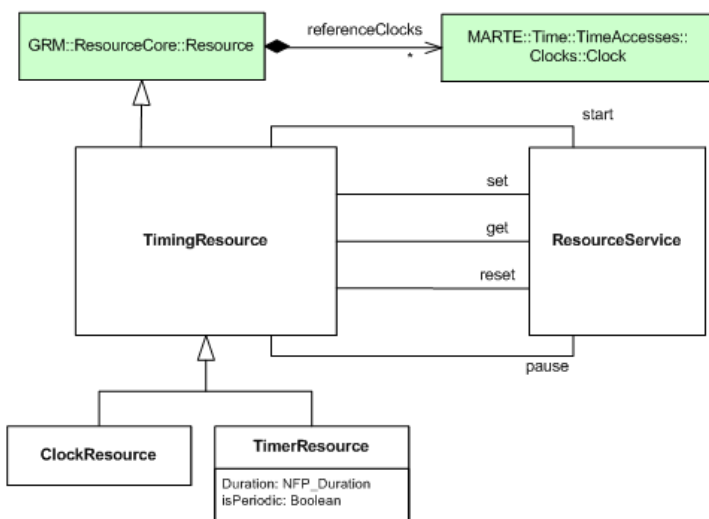 GRM::ResourceCore::Resource
referenceClocks
*
MARTE::Time::TimeAccesses::
Clocks::Clock
start
TimingResource
set
get
reset
ResourceService
pause
ClockResource
TimerResource
Duration: NFP_Duration
isPeriodic: Boolean